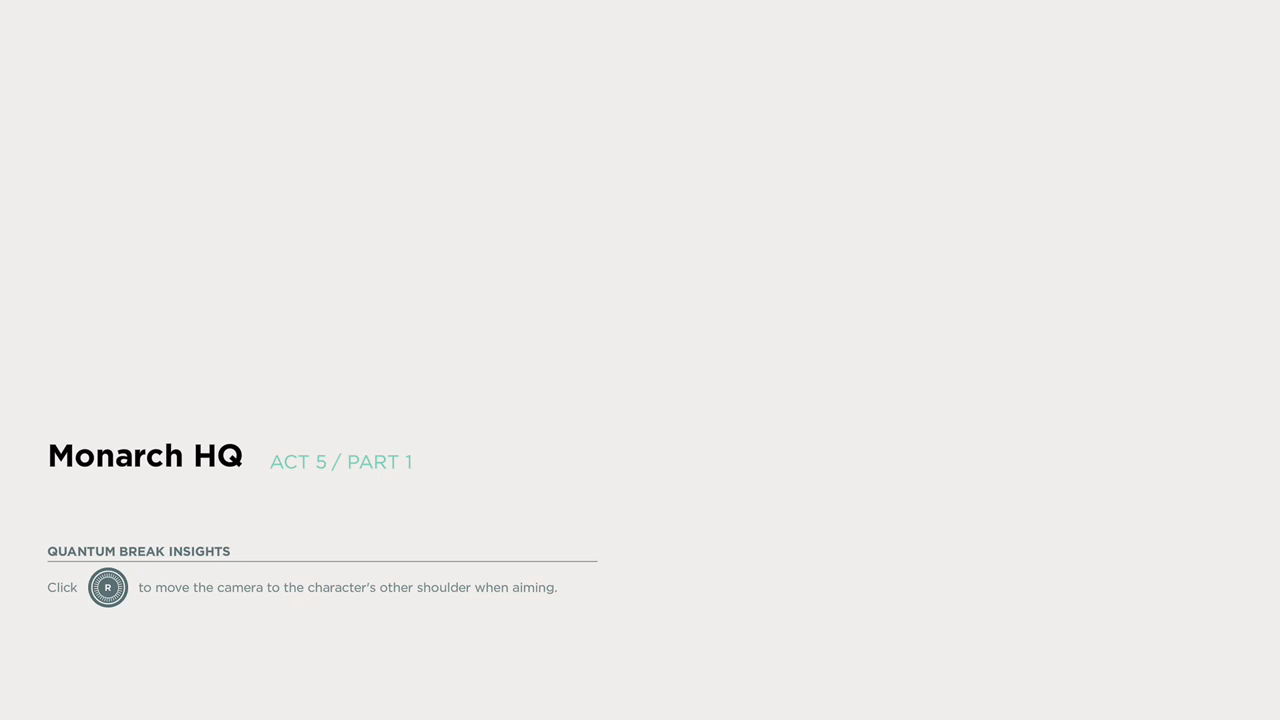 Monarch HQ ACT 5 / PART 1
QUANTUM BREAK INSIGHTS
Click R to move the camera to the character's other shoulder when aiming.